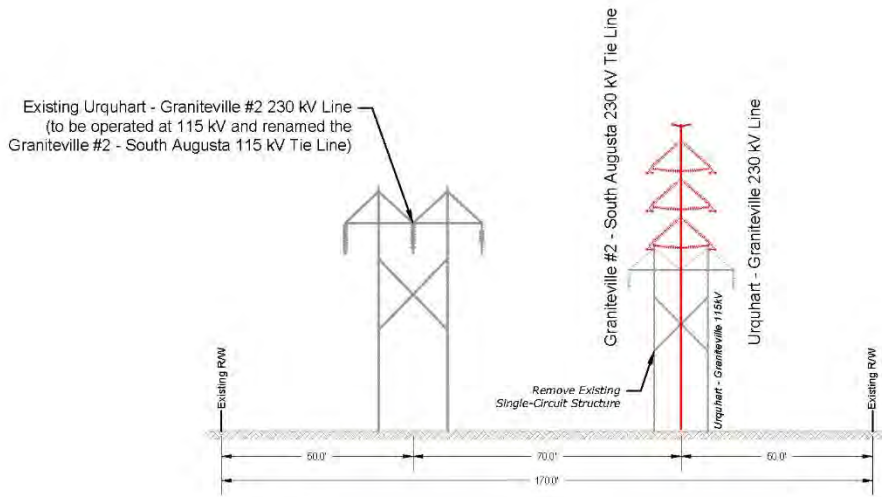 Existing Urquhart - Graniteville #2 230 kV Line
(to be operated at 115 kV and renamed the
Graniteville #2 - South Augusta 115 kV Tie Line)
Graniteville #2 - South Augusta 230 kV Tie Line
Urquhart - Graniteville 230 kV Line
Remove Existing
Single-Circuit Structure
Urquhart - Graniteville 115kV
Existing R/W
Existing R/W
50.0'
70.0'
50.0'
170.0'